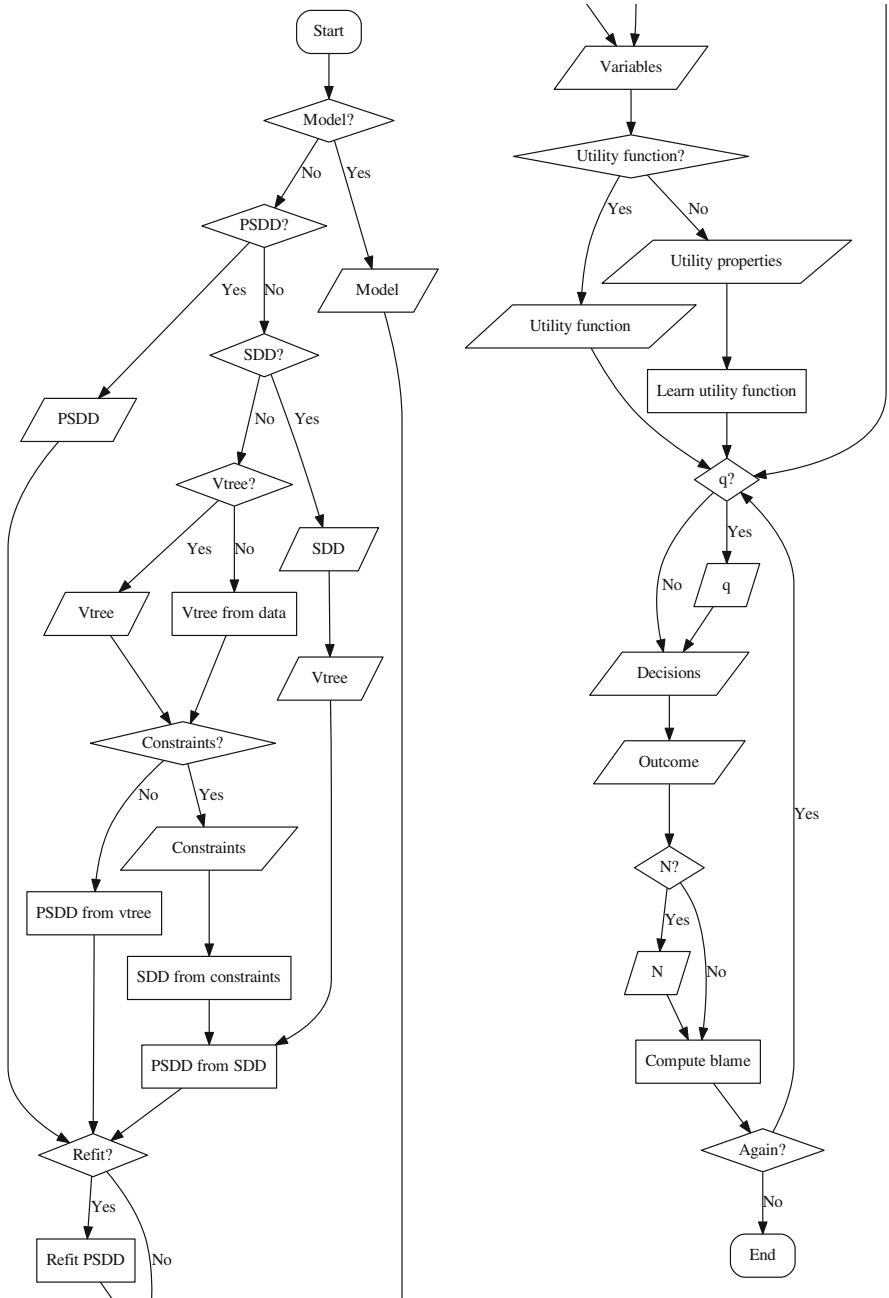 Start
Model?
No
Yes
PSDD?
Model
Yes
No
SDD?
PSDD
No
Yes
Vtree?
SDD
Yes
No
Vtree
Vtree from data
Vtree
Constraints?
No
Yes
Constraints
PSDD from vtree
SDD from constraints
PSDD from SDD
Refit?
Yes
Refit PSDD
No
Variables
Utility function?
Yes
No
Utility properties
Utility function
Learn utility function
q?
Yes
No
q
Decisions
Outcome
Yes
N?
Yes
No
N
Compute blame
Again?
No
End